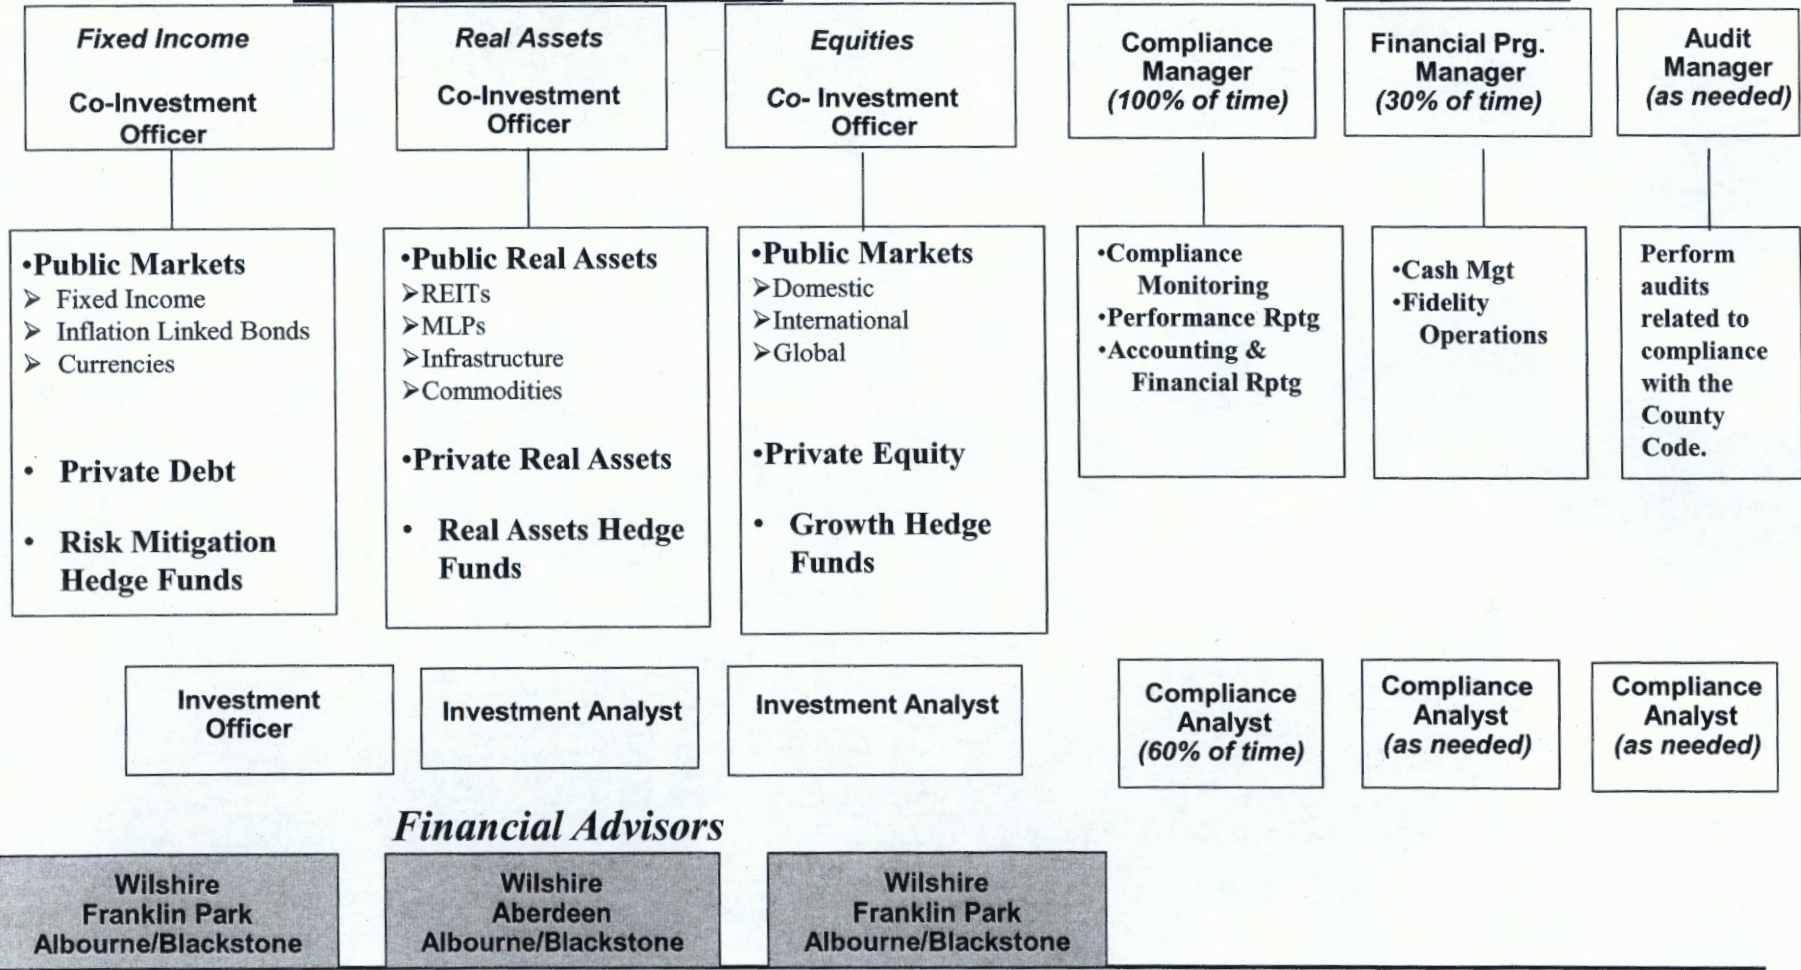 Fixed Income
Co-Investment
Officer
Real Assets
Co-Investment
Officer
Equities
Co- Investment
Officer
Compliance
Manager
(100% of time)
Financial Prg.
Manager
(30% of time)
Audit
Manager
(as needed)
•Public Markets
➢ Fixed Income
➢ Inflation Linked Bonds
➢ Currencies
• Private Debt
• Risk Mitigation
Hedge Funds
•Public Real Assets
➢REITs
➢MLPs
➢Infrastructure
➢Commodities
•Private Real Assets
• Real Assets Hedge
Funds
•Public Markets
➢Domestic
➢International
➢Global
•Private Equity
• Growth Hedge
Funds
•Compliance
Monitoring
•Performance Rptg
•Accounting &
Financial Rptg
•Cash Mgt
•Fidelity
Operations
Perform
audits
related to
compliance
with the
County
Code.
Investment
Officer
Investment Analyst
Investment Analyst
Compliance
Analyst
(60% of time)
Compliance
Analyst
(as needed)
Compliance
Analyst
(as needed)
Financial Advisors
Wilshire
Franklin Park
Albourne/Blackstone
Wilshire
Aberdeen
Albourne/Blackstone
Wilshire
Franklin Park
Albourne/Blackstone